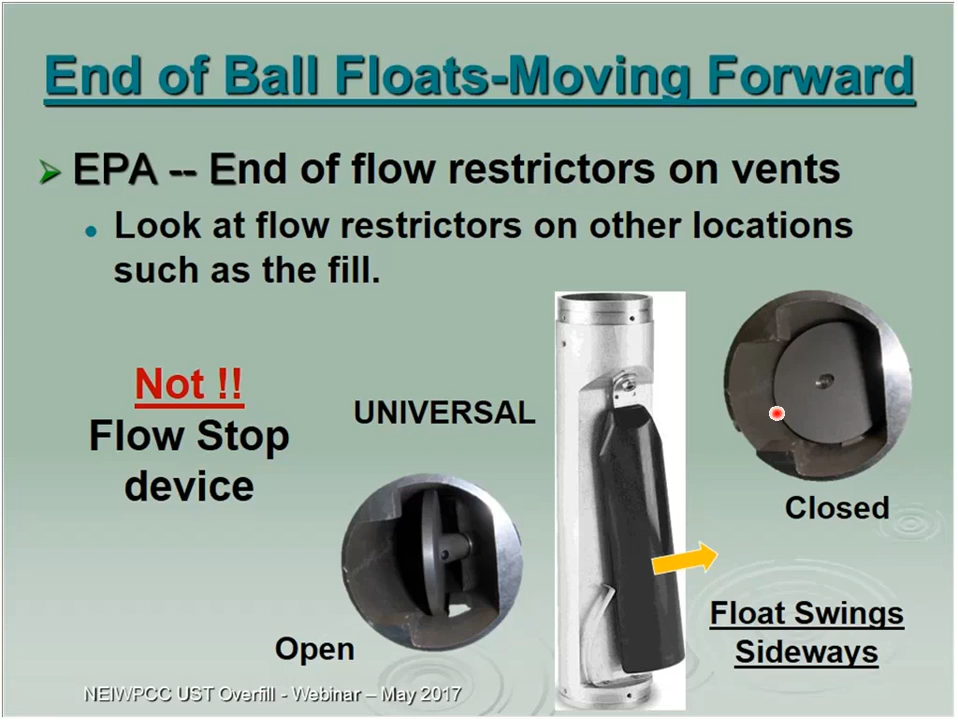 End of Ball Floats-Moving Forward
EPA -- End of flow restrictors on vents
Look at flow restrictors on other locations
such as the fill.
Not !!
Flow Stop
device
UNIVERSAL
Open
Closed
Float Swings
Sideways
NEIWPCC UST Overfill - Webinar – May 2017